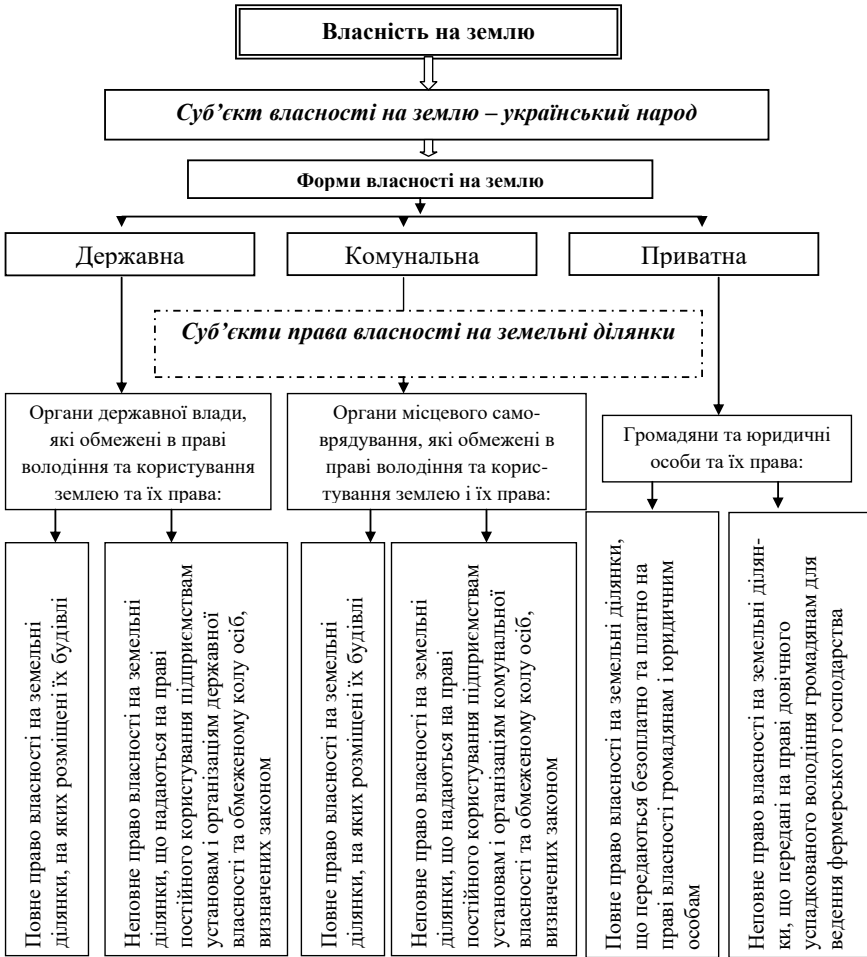 Власність на землю
Суб’єкт власності на землю – український народ
Форми власності на землю
Державна
Комунальна
Приватна
Суб’єкти права власності на земельні ділянки
Органи державної влади,
які обмежені в праві
володіння та користування
землею та їх права:
Органи місцевого само-
врядування, які обмежені в
праві володіння та корис-
тування землею і їх права:
Громадяни та юридичні
особи та їх права:
Повне право власності на земельні
ділянки, на яких розміщені їх будівлі
Неповне право власності на земельні
ділянки, що надаються на праві
постійного користування підприємствам
установам і організаціям державної
власності та обмеженому колу осіб,
визначених законом
Повне право власності на земельні
ділянки, на яких розміщені їх будівлі
Неповне право власності на земельні
ділянки, що надаються на праві
постійного користування підприємствам
установам і організаціям комунальної
власності та обмеженому колу осіб,
визначених законом
Повне право власності на земельні ділянки,
що передаються безоплатно та платно на
праві власності громадянам і юридичним
особам
Неповне право власності на земельні ділян-
ки, що передані на праві довічного
успадкованого володіння громадянам для
ведення фермерського господарства